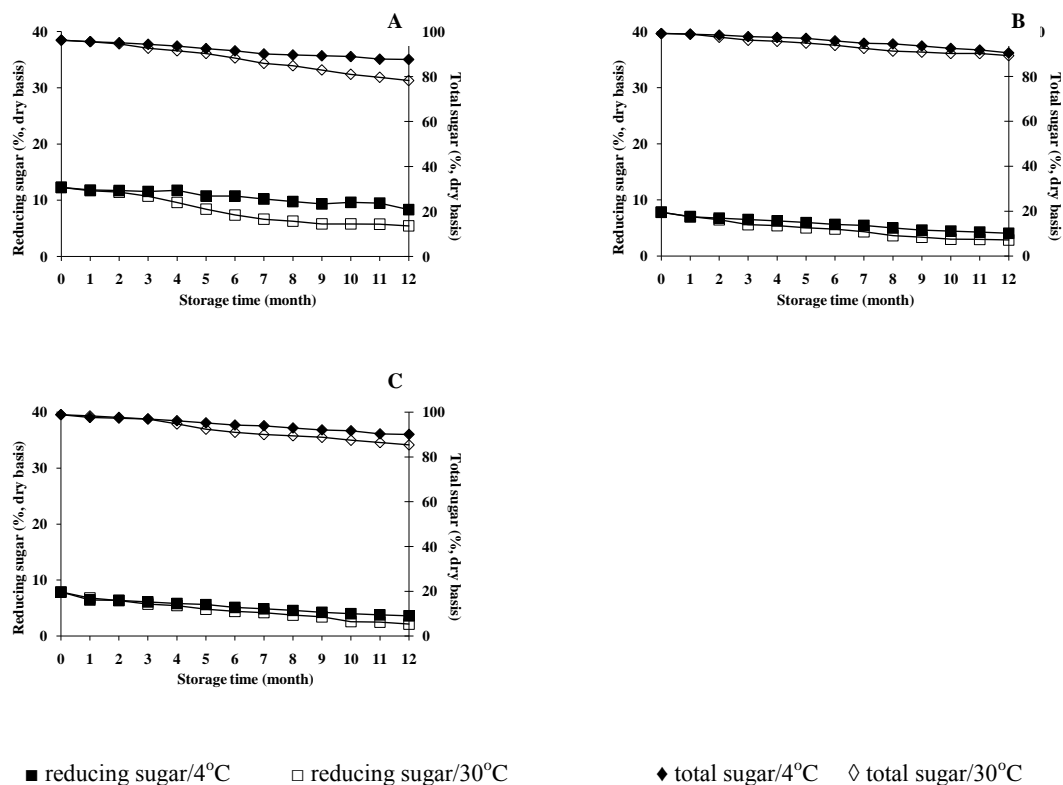 A
40
30
20
10
0
Reducing sugar (%, dry basis)
100
80
60
40
20
0
Total sugar (%, dry basis)
0 1 2 3 4 5 6 7 8 9 10 11 12
Storage time (month)
B
40
30
20
10
0
Reducing sugar (%, dry basis)
80
60
40
20
0
Total sugar (%, dry basis)
0 1 2 3 4 5 6 7 8 9 10 11 12
Storage time (month)
C
40
30
20
10
0
Reducing sugar (%, dry basis)
100
80
60
40
20
0
Total sugar (%, dry basis)
0 1 2 3 4 5 6 7 8 9 10 11 12
Storage time (month)
■ reducing sugar/4°C □ reducing sugar/30°C ◆ total sugar/4°C ◇ total sugar/30°C